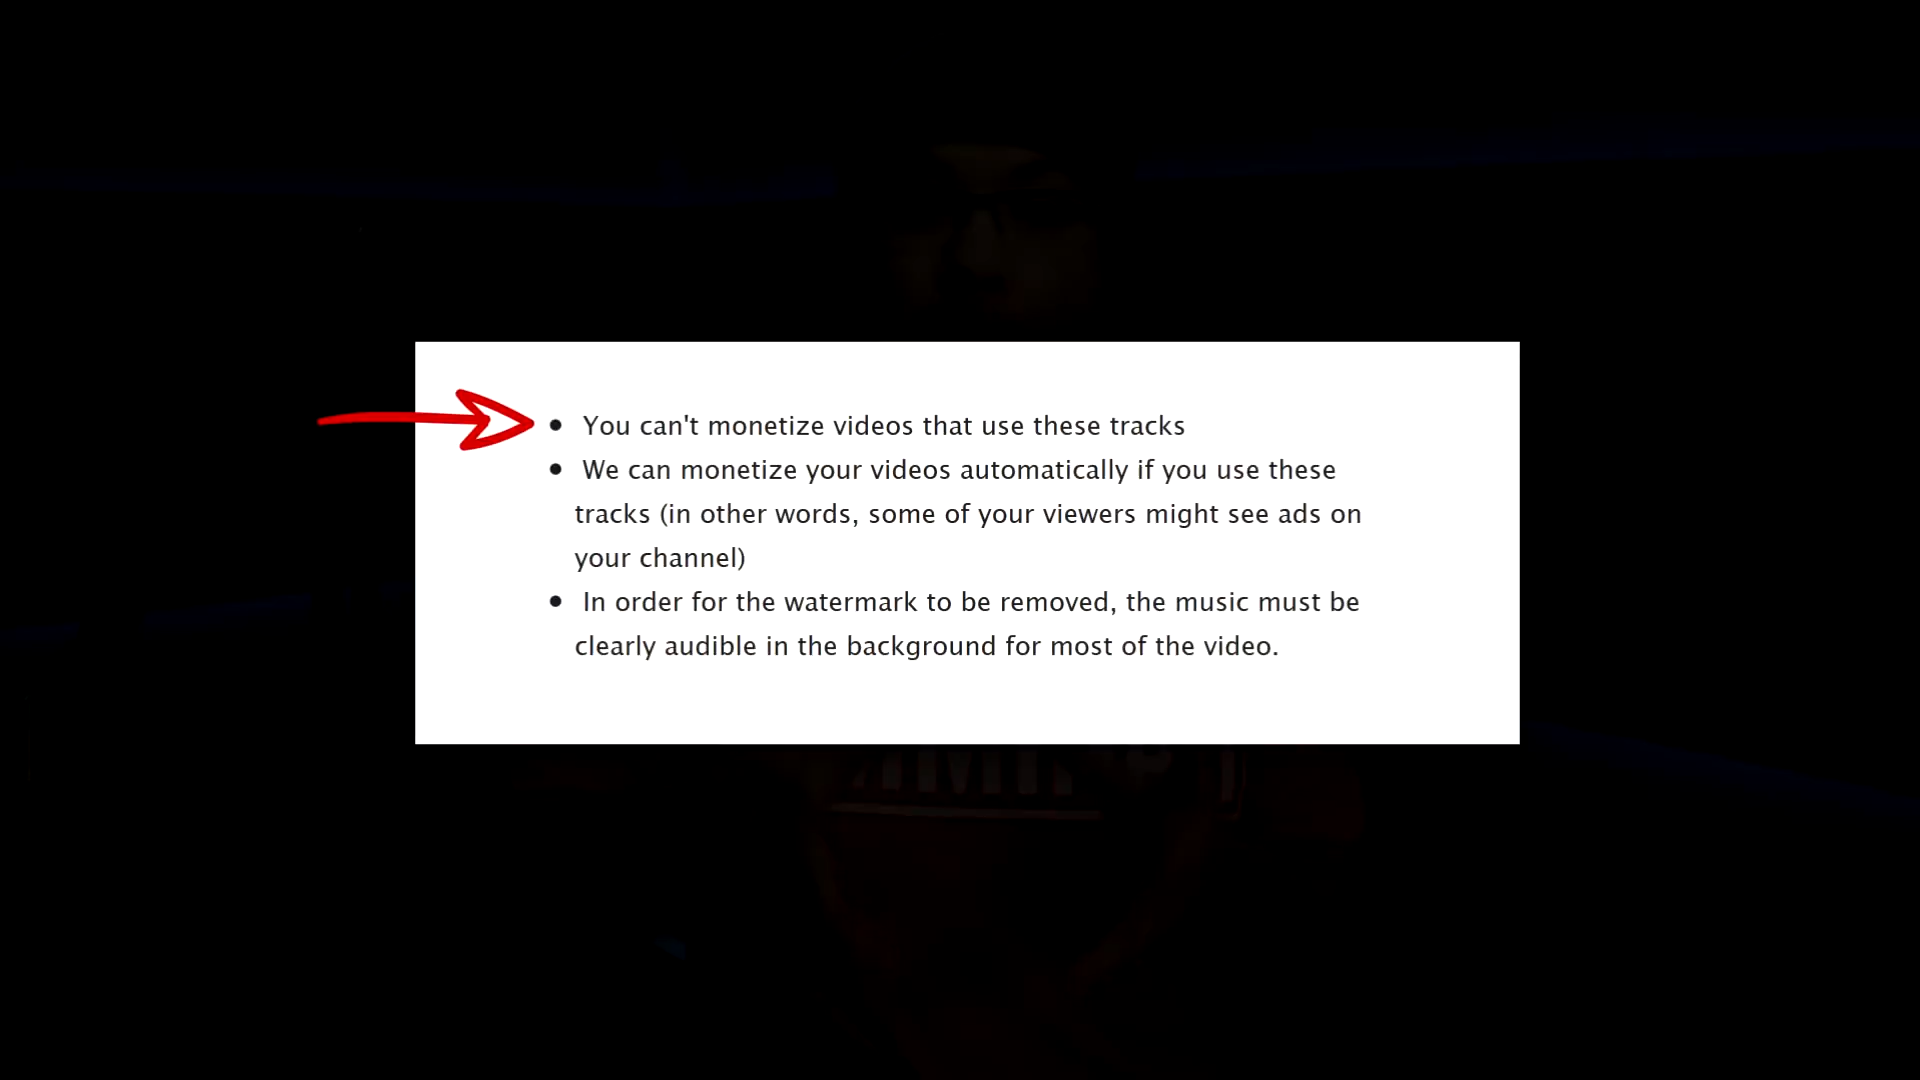 • You can't monetize videos that use these tracks
• We can monetize your videos automatically if you use these
tracks (in other words, some of your viewers might see ads on
your channel)
• In order for the watermark to be removed, the music must be
clearly audible in the background for most of the video.